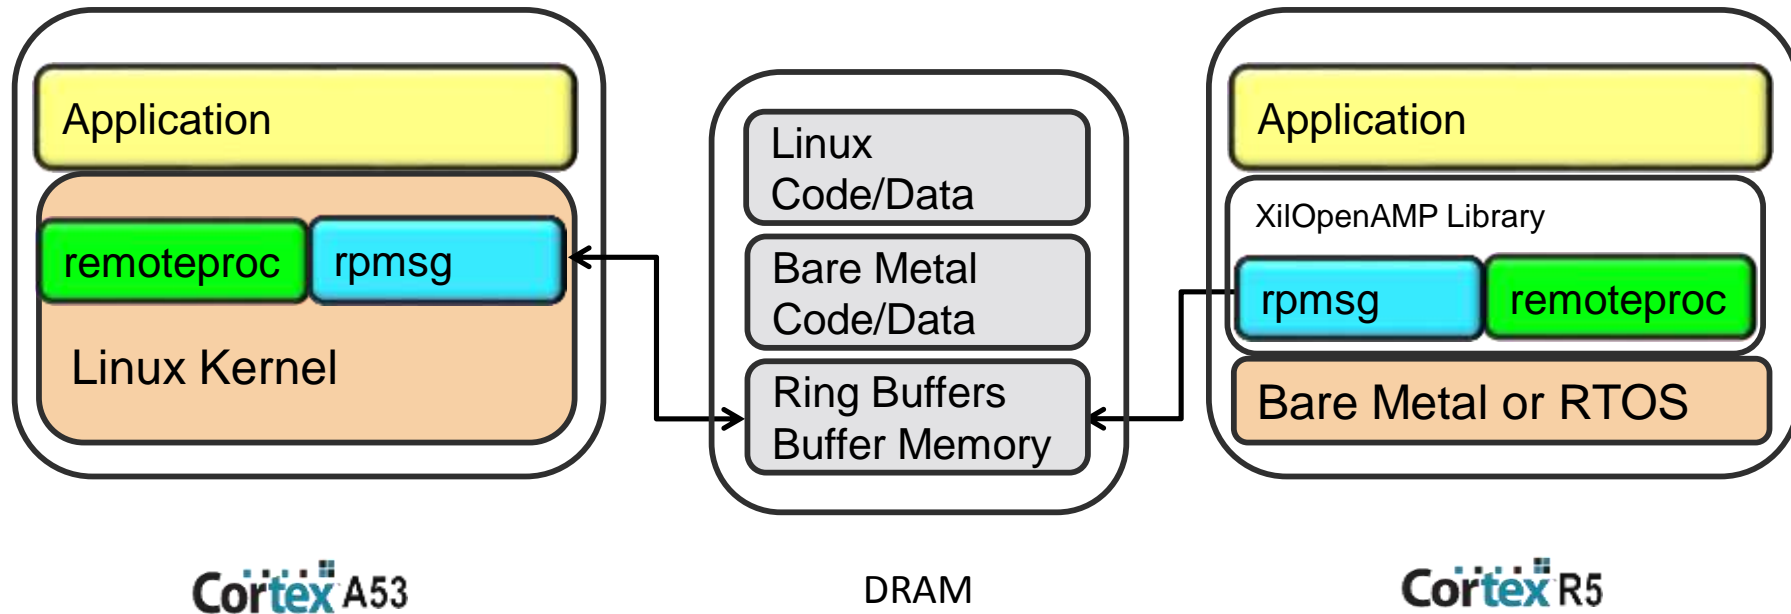 Application
remoteproc
rpmsg
Linux Kernel
Linux
Code/Data
Bare Metal
Code/Data
Ring Buffers
Buffer Memory
Application
XilOpenAMP Library
rpmsg
remoteproc
Bare Metal or RTOS
Cortex A53
DRAM
Cortex R5